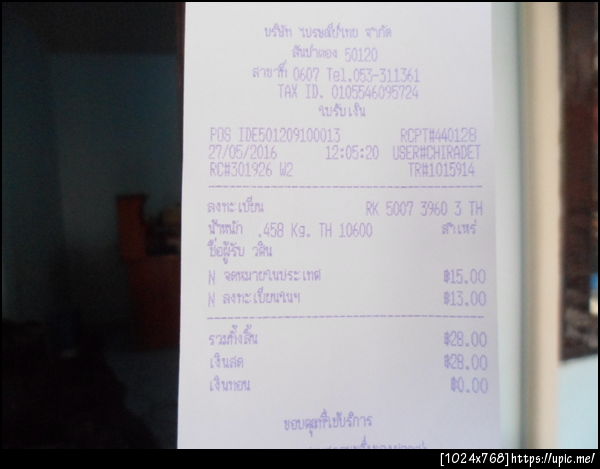 บริษัท ไปรษณีย์ไทย จำกัด
สันป่าตอง 50120
สาขาที่ 0607 Tel.053-311361
TAX ID. 0105546095724
ใบรับเงิน
POS IDE501209100013 RCPT#440128
27/05/2016 12:05:20 USER#CHIRADET
RC#301926 W2 TR#1015914
ลงทะเบียน RK 5007 3960 3 TH
น้ำหนัก .458 Kg. TH 10600 สำเหร่
ชื่อผู้รับ วศิน
N จดหมายในประเทศ ฿15.00
N ลงทะเบียนในฯ ฿13.00
รวมทั้งสิ้น ฿28.00
เงินสด ฿28.00
เงินทอน ฿0.00
ขอบคุณที่ใช้บริการ
[1024x768]https://upic.me/